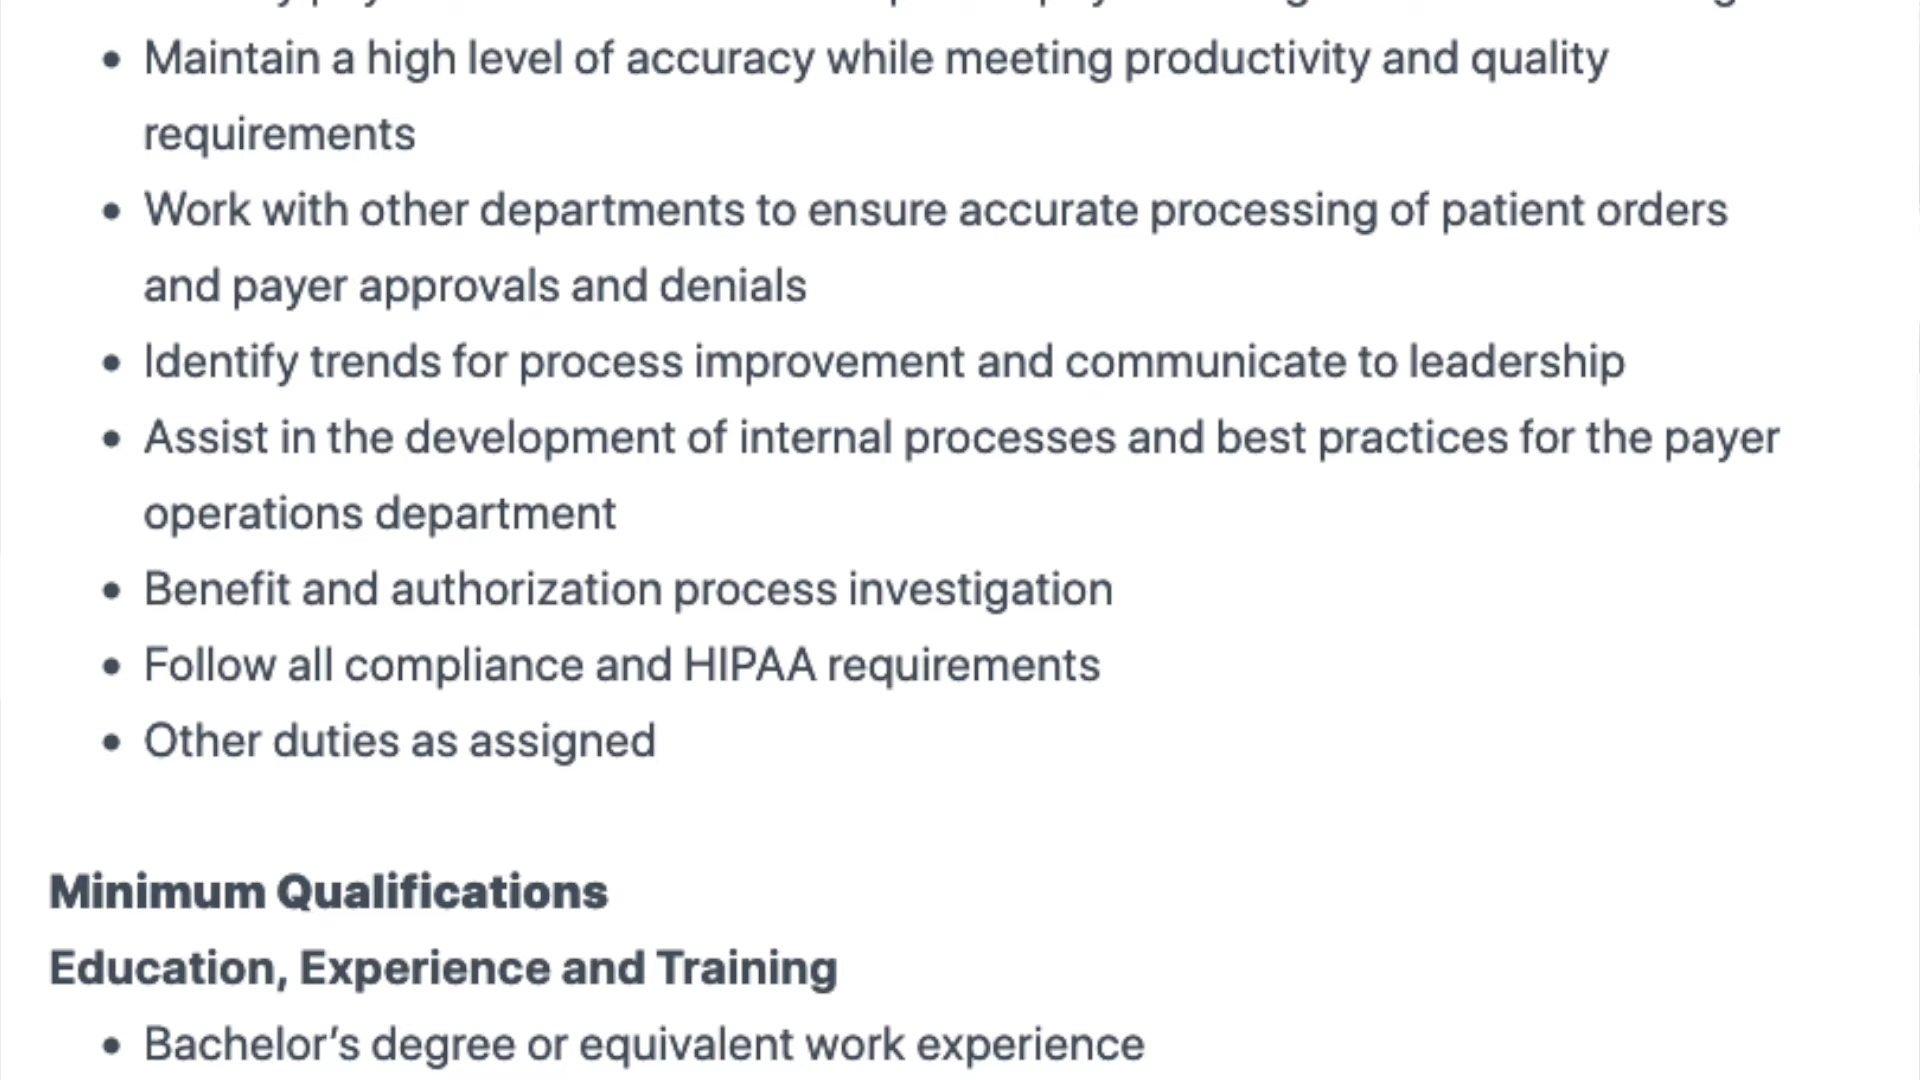 • Maintain a high level of accuracy while meeting productivity and quality
requirements
• Work with other departments to ensure accurate processing of patient orders
and payer approvals and denials
• Identify trends for process improvement and communicate to leadership
• Assist in the development of internal processes and best practices for the payer
operations department
• Benefit and authorization process investigation
• Follow all compliance and HIPAA requirements
• Other duties as assigned
Minimum Qualifications
Education, Experience and Training
• Bachelor’s degree or equivalent work experience